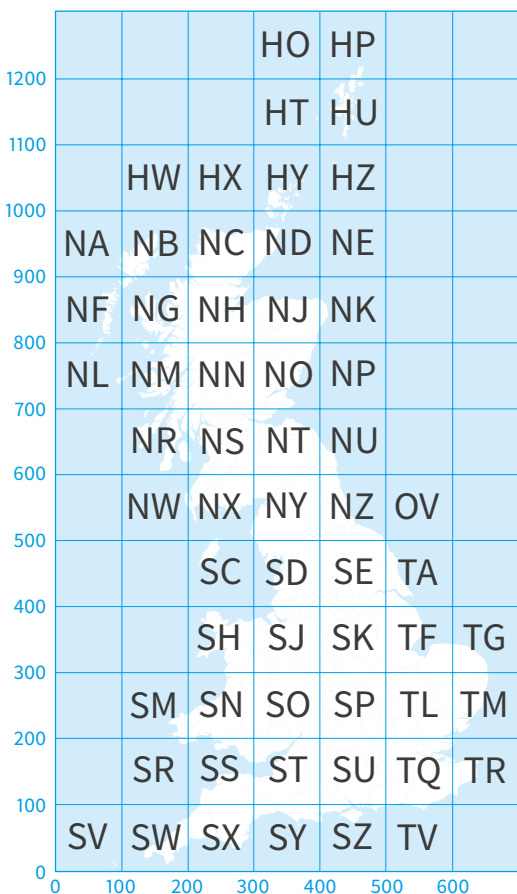 HO HP
1200
HT HU
1100
HW HX HY HZ
1000
NA NB NC ND NE
900
NF NG NH NJ NK
800
NL NM NN NO NP
700
NR NS NT NU
600
NW NX NY NZ OV
500
SC SD SE TA
400
SH SJ SK TF TG
300
SM SN SO SP TL TM
200
SR SS ST SU TQ TR
100
SV SW SX SY SZ TV
0
0 100 200 300 400 500 600